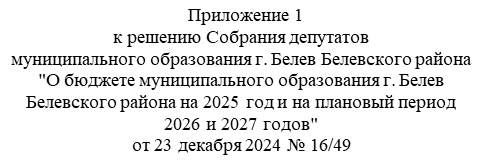 Приложение 1
к решению Собрания депутатов
муниципального образования г. Белев Белевского района
"О бюджете муниципального образования г. Белев
Белевского района на 2025 год и на плановый период
2026 и 2027 годов"
от 23 декабря 2024 № 16/49